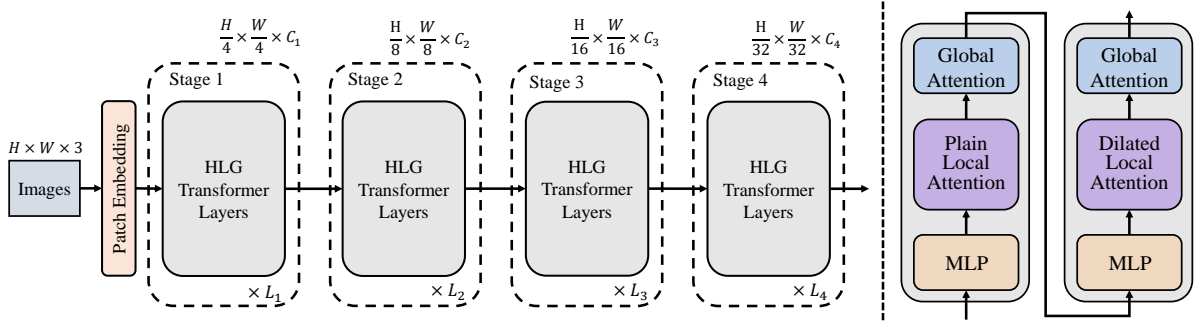 H × W × 3
Images
Patch Embedding
H/4 × W/4 × C₁
Stage 1
HLG
Transformer
Layers
× L₁
H/8 × W/8 × C₂
Stage 2
HLG
Transformer
Layers
× L₂
H/16 × W/16 × C₃
Stage 3
HLG
Transformer
Layers
× L₃
H/32 × W/32 × C₄
Stage 4
HLG
Transformer
Layers
× L₄
Global
Attention
Plain
Local
Attention
MLP
Global
Attention
Dilated
Local
Attention
MLP